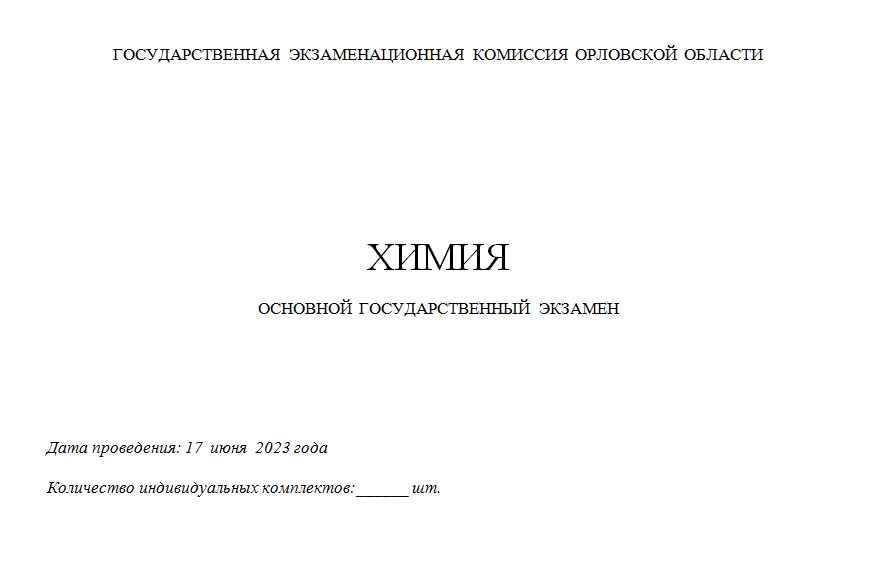 ГОСУДАРСТВЕННАЯ ЭКЗАМЕНАЦИОННАЯ КОМИССИЯ ОРЛОВСКОЙ ОБЛАСТИ
ХИМИЯ
ОСНОВНОЙ ГОСУДАРСТВЕННЫЙ ЭКЗАМЕН
Дата проведения: 17 июня 2023 года
Количество индивидуальных комплектов:______ шт.